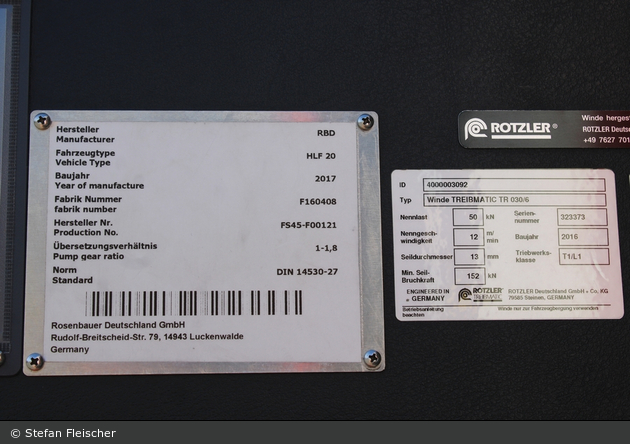 Hersteller
Manufacturer RBD
Fahrzeugtype
Vehicle Type HLF 20
Baujahr
Year of manufacture 2017
Fabrik Nummer
fabrik number F160408
Hersteller Nr.
Production No. FS45-F00121
Übersetzungsverhältnis
Pump gear ratio 1-1,8
Norm
Standard DIN 14530-27
Rosenbauer Deutschland GmbH
Rudolf-Breitscheid-Str. 79, 14943 Luckenwalde
Germany
Winde hergest
ROTZLER® ROTZLER Deutsc
+49 7627 701
ID 4000003092
Typ Winde TREIBMATIC TR 030/6
Nennlast 50 kN Serien-
nummer 323373
Nenngesch-
windigkeit 12 m/
min Baujahr 2016
Seildurchmesser 13 mm Triebwerks-
klasse T1/L1
Min. Seil-
Bruchkraft 152 kN
ENGINEERED IN
GERMANY ROTZLER TREIBMATIC ROTZLER Deutschland GmbH + Co. KG
79585 Steinen, GERMANY
Betriebsanleitung
beachten Winde nur zur Fahrzeugbergung verwenden
© Stefan Fleischer